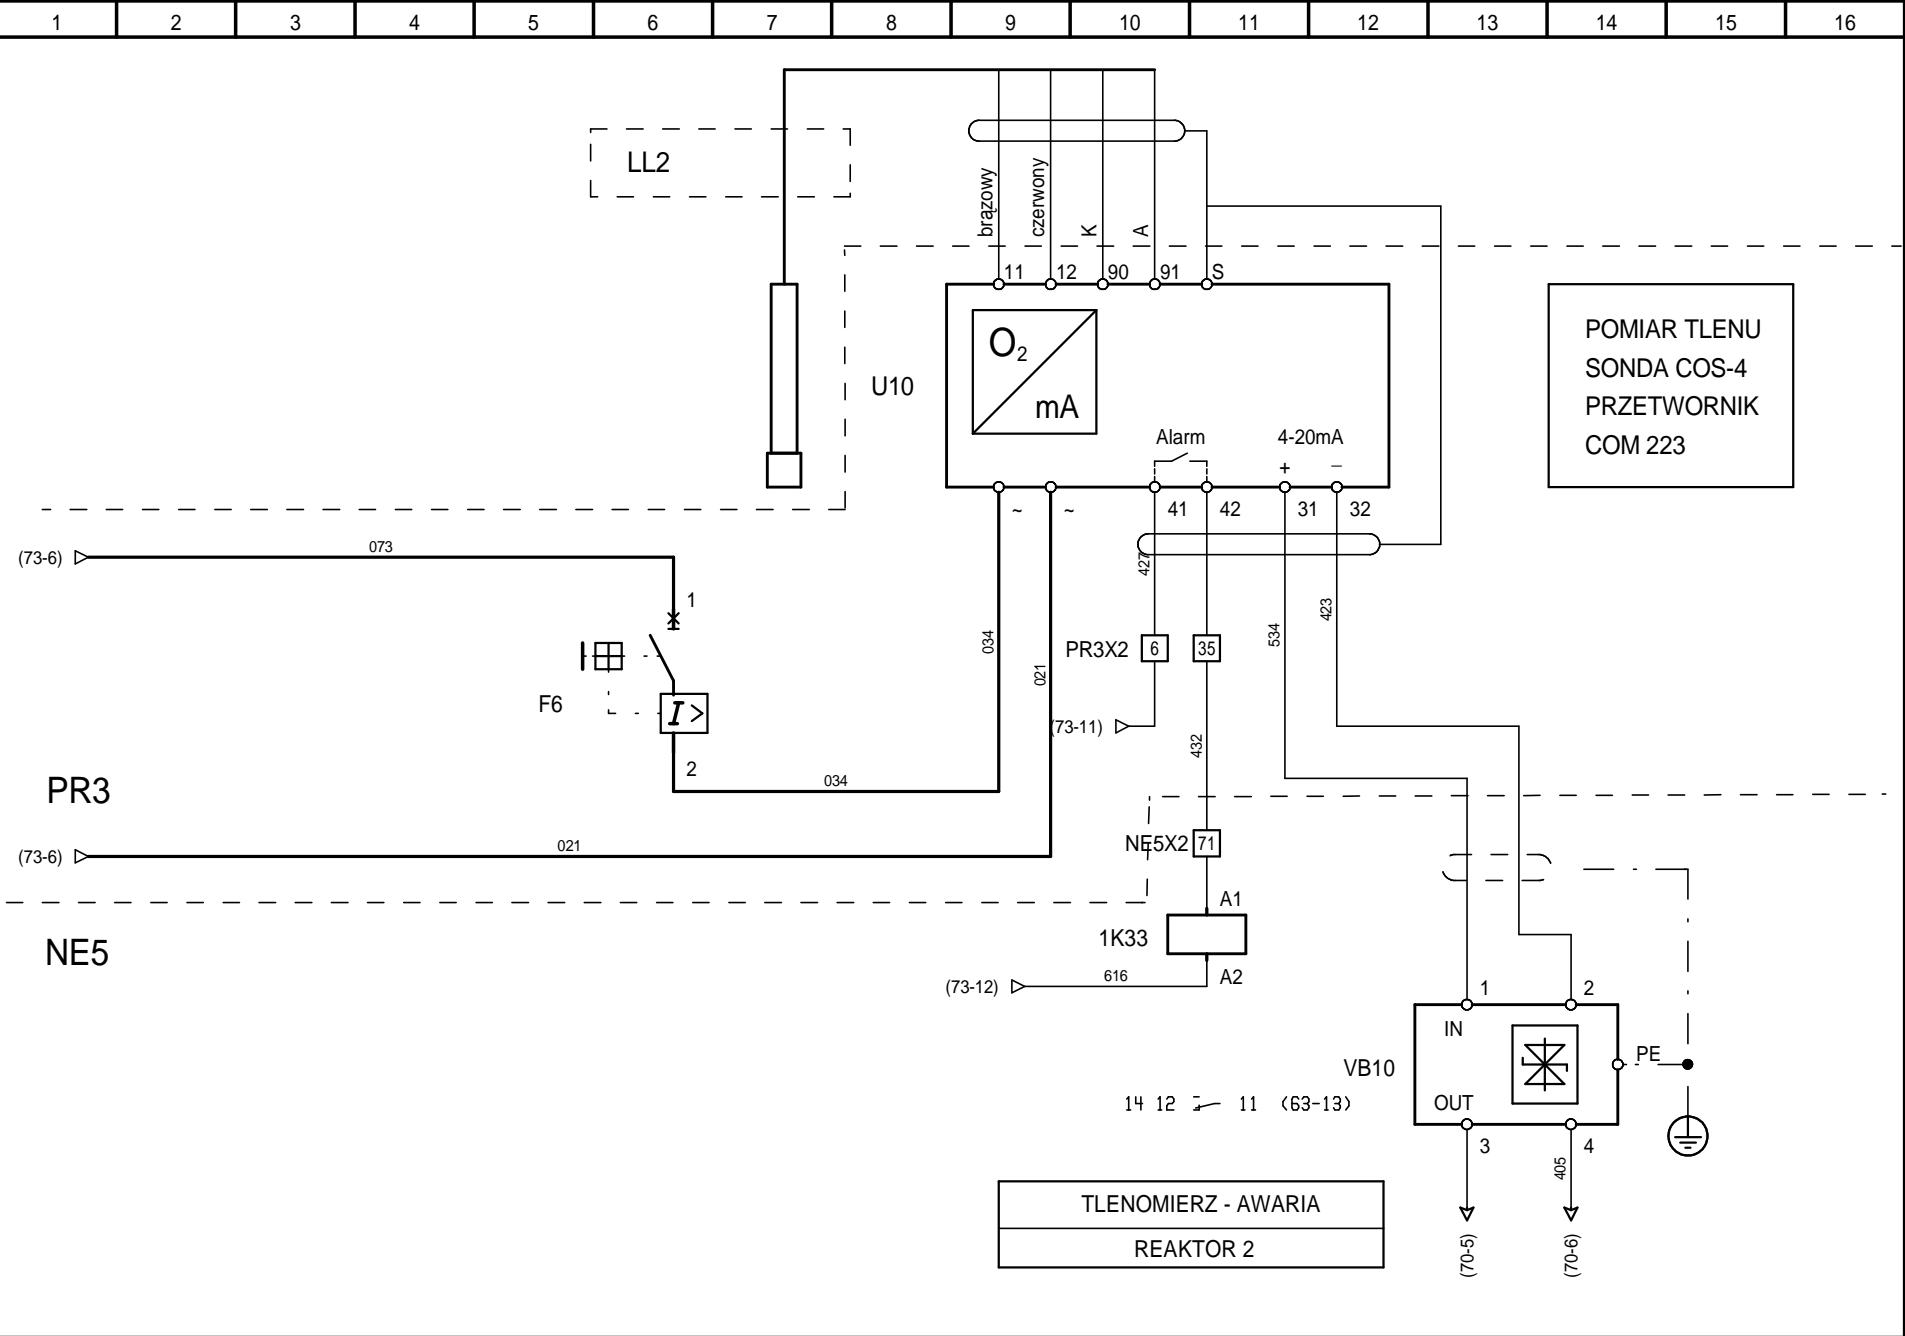 1 2 3 4 5 6 7 8 9 10 11 12 13 14 15 16
LL2
brązowy
czerwony
K
A
11 12 90 91 S
O2
mA
U10
Alarm
4-20mA
+ −
~ ~ 41 42 31 32
POMIAR TLENU
SONDA COS-4
PRZETWORNIK
COM 223
(73-6) 073
1
F6
I >
2
034
034
021
427
PR3X2 6 35
534
423
(73-11)
432
PR3
(73-6) 021
NE5X2 71
A1
1K33
A2
(73-12) 616
NE5
1 2
IN
VB10
PE
OUT
14 12 11 (63-13)
3 4
405
(70-5) (70-6)
TLENOMIERZ - AWARIA
REAKTOR 2